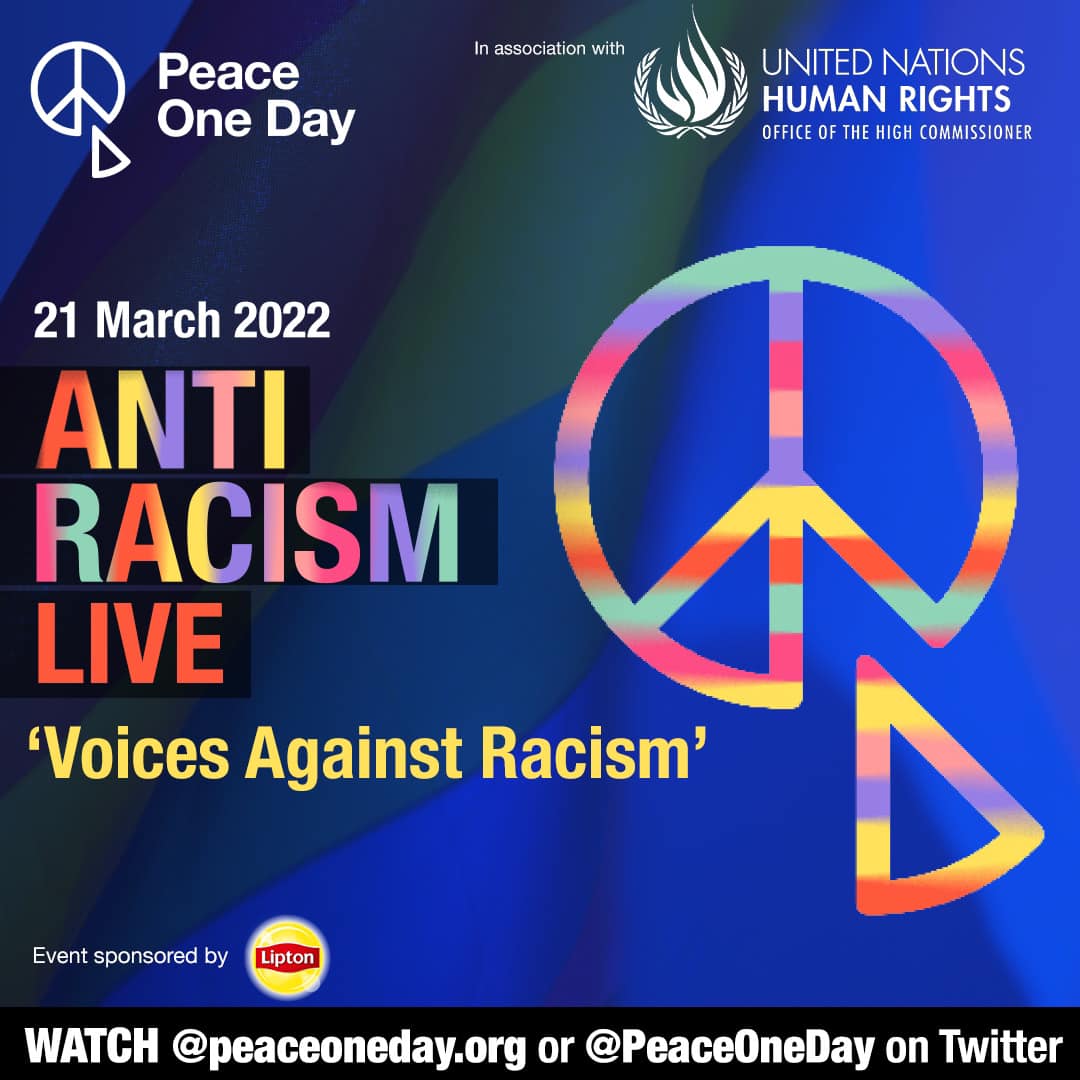 Peace
One Day
In association with
UNITED NATIONS
HUMAN RIGHTS
OFFICE OF THE HIGH COMMISSIONER
21 March 2022
ANTI
RACISM
LIVE
‘Voices Against Racism’
Event sponsored by
Lipton
WATCH @peaceoneday.org or @PeaceOneDay on Twitter